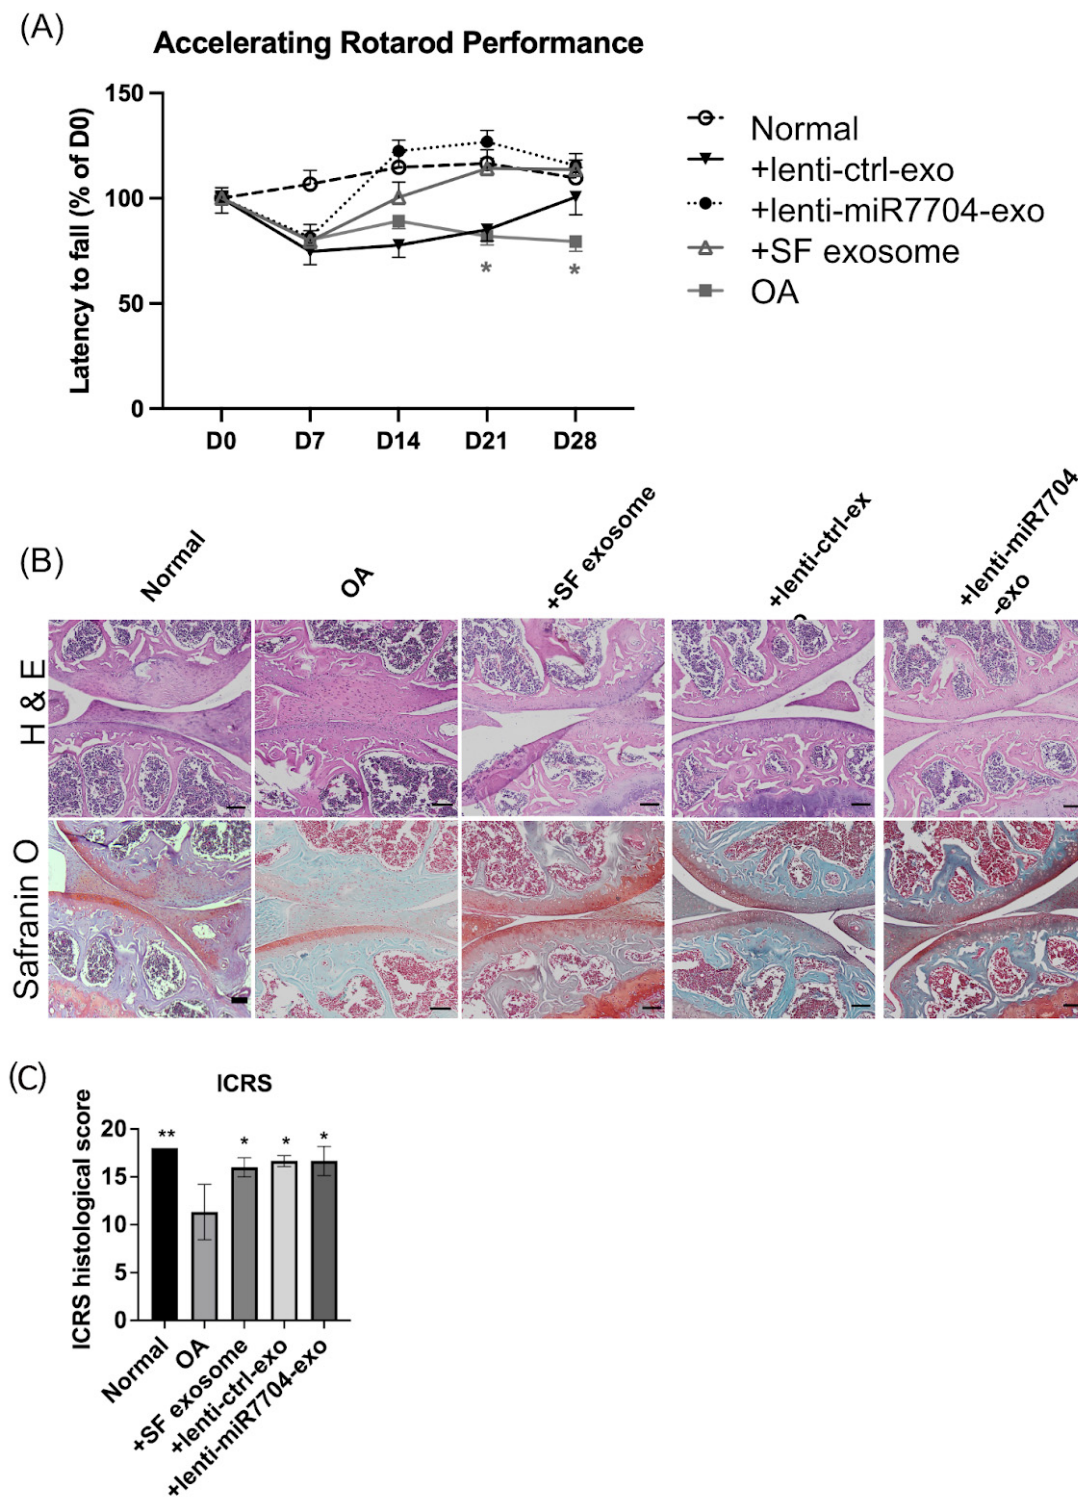 (A)
Accelerating Rotarod Performance
Latency to fall (% of D0)
150
100
50
0
D0 D7 D14 D21 D28
* *
Normal
+lenti-ctrl-exo
+lenti-miR7704-exo
+SF exosome
OA
(B)
Normal
OA
+SF exosome
+lenti-ctrl-ex
+lenti-miR7704
-exo
H & E
Safranin O
(C)
ICRS
ICRS histological score
20
15
10
5
0
** * * *
Normal
OA
+SF exosome
+lenti-ctrl-exo
+lenti-miR7704-exo